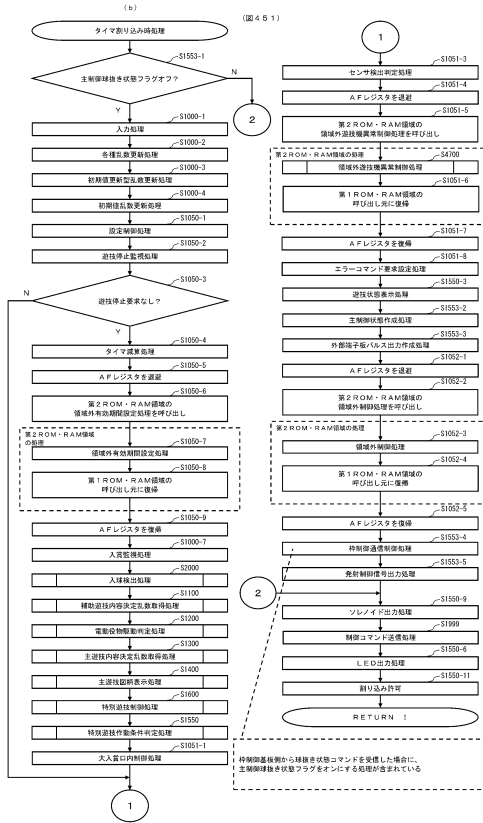 (b)
(図451)
タイマ割り込み時処理
S1553-1
主制御球抜き状態フラグオフ？
N
Y
2
S1000-1
入力処理
S1000-2
各種乱数更新処理
S1000-3
初期値更新型乱数更新処理
S1000-4
初期値乱数更新処理
S1050-1
設定制御処理
S1050-2
遊技停止監視処理
S1050-3
遊技停止要求なし？
N
Y
S1050-4
タイマ減算処理
S1050-5
ＡＦレジスタを退避
S1050-6
第２ＲＯＭ・ＲＡＭ領域の
領域外有効期間設定処理を呼び出し
第２ＲＯＭ・ＲＡＭ領域
の処理
S1050-7
領域外有効期間設定処理
S1050-8
第１ＲＯＭ・ＲＡＭ領域の
呼び出し元に復帰
S1050-9
ＡＦレジスタを復帰
S1000-7
入賞監視処理
S2000
入球検出処理
S1100
補助遊技内容決定乱数取得処理
S1200
電動役物駆動判定処理
S1300
主遊技内容決定乱数取得処理
S1400
主遊技図柄表示処理
S1600
特別遊技制御処理
S1550
特別遊技作動条件判定処理
S1051-1
大入賞口内制御処理
1
1
S1051-3
センサ検出判定処理
S1051-4
ＡＦレジスタを退避
S1051-5
第２ＲＯＭ・ＲＡＭ領域の
領域外遊技機異常制御処理を呼び出し
第２ＲＯＭ・ＲＡＭ領域の処理
S4700
領域外遊技機異常制御処理
S1051-6
第１ＲＯＭ・ＲＡＭ領域の
呼び出し元に復帰
S1051-7
ＡＦレジスタを復帰
S1051-8
エラーコマンド要求設定処理
S1550-3
遊技状態表示処理
S1553-2
主制御状態作成処理
S1553-3
外部端子板パルス出力作成処理
S1052-1
ＡＦレジスタを退避
S1052-2
第２ＲＯＭ・ＲＡＭ領域の
領域外制御処理を呼び出し
第２ＲＯＭ・ＲＡＭ領域の処理
S1052-3
領域外制御処理
S1052-4
第１ＲＯＭ・ＲＡＭ領域の
呼び出し元に復帰
S1052-5
ＡＦレジスタを復帰
S1553-4
枠制御通信制御処理
S1553-5
発射制御信号出力処理
2
S1550-9
ソレノイド出力処理
S1999
制御コマンド送信処理
S1550-6
ＬＥＤ出力処理
S1550-11
割り込み許可
ＲＥＴＵＲＮ　Ｉ
枠制御基板側から球抜き状態コマンドを受信した場合に、
主制御球抜き状態フラグをオンにする処理が含まれている